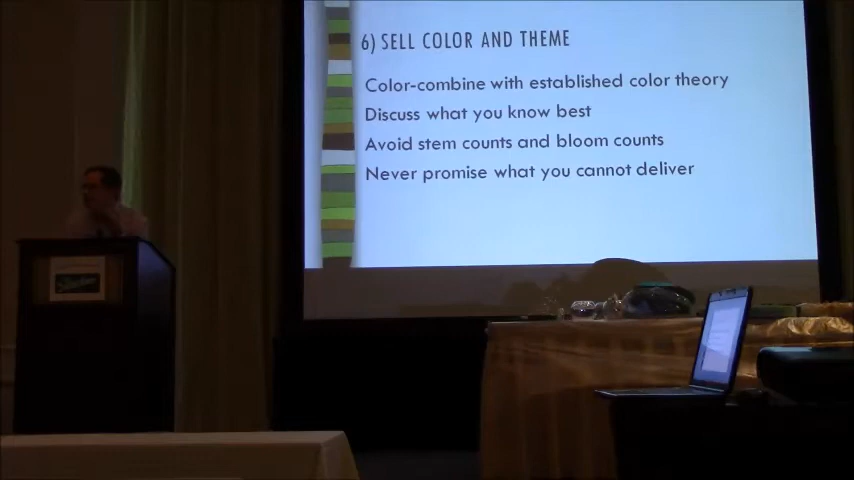 6) SELL COLOR AND THEME
Color-combine with established color theory
Discuss what you know best
Avoid stem counts and bloom counts
Never promise what you cannot deliver